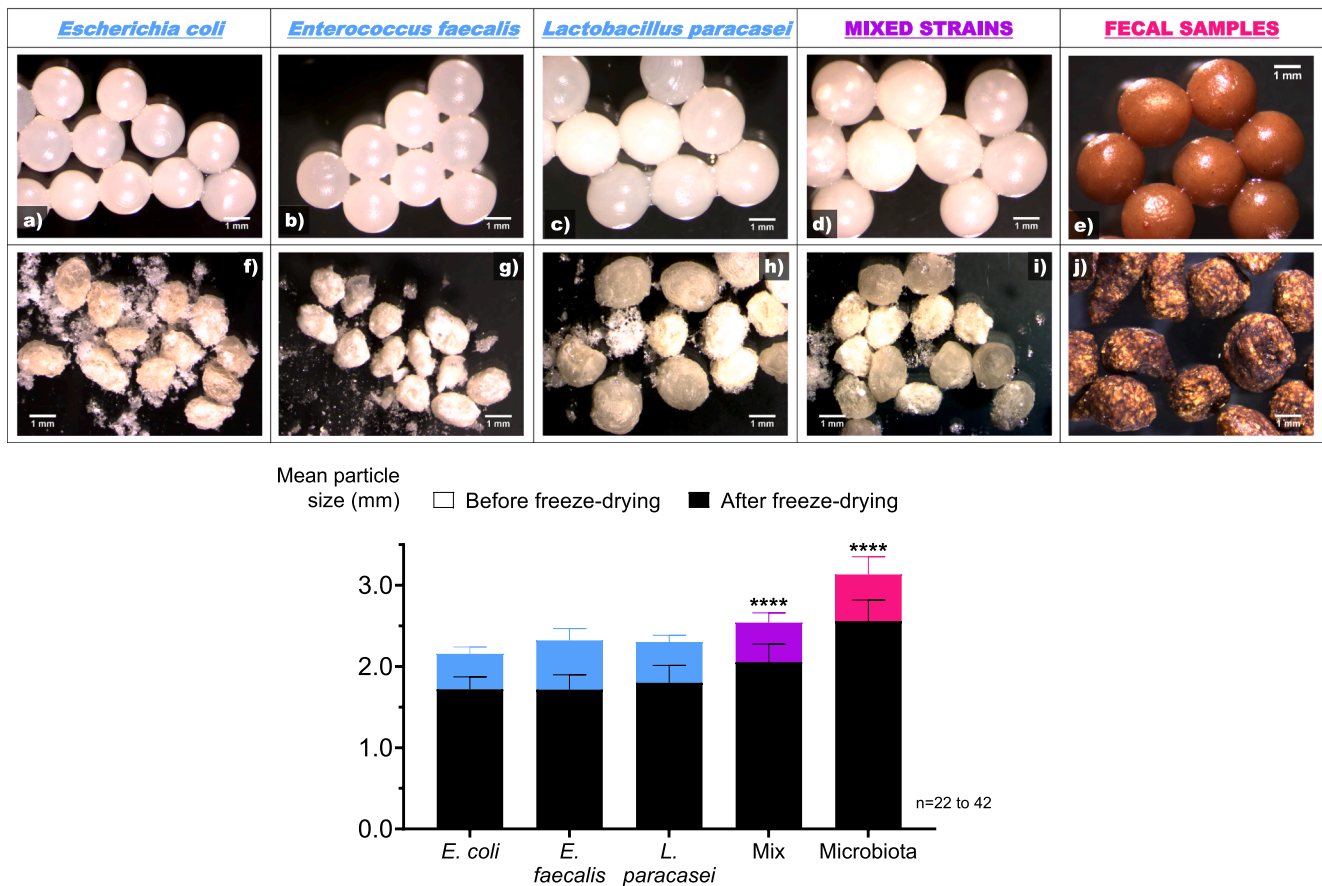 Escherichia coli
Enterococcus faecalis
Lactobacillus paracasei
MIXED STRAINS
FECAL SAMPLES
a)
1 mm
b)
1 mm
c)
1 mm
d)
1 mm
e)
1 mm
f)
1 mm
g)
1 mm
h)
1 mm
i)
1 mm
j)
1 mm
Mean particle
size (mm)
Before freeze-drying
After freeze-drying
3.0
2.0
1.0
0.0
****
****
n=22 to 42
E. coli
E.
faecalis
L.
paracasei
Mix
Microbiota